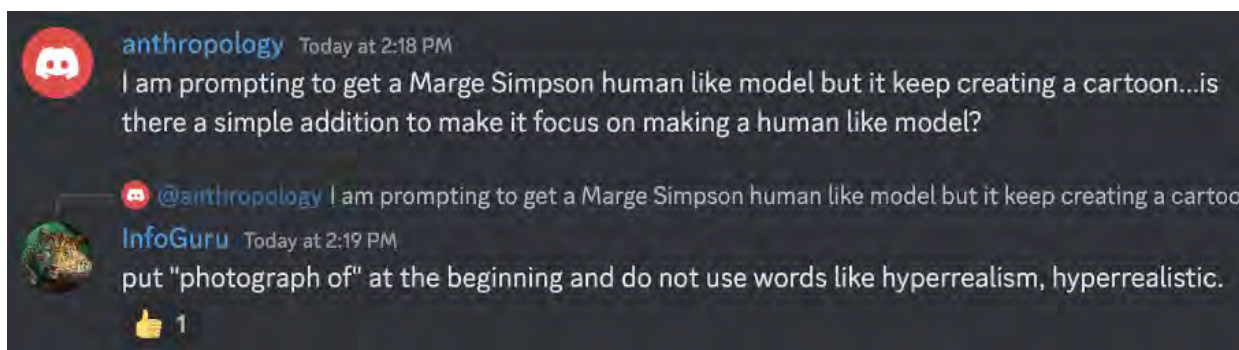 anthropology Today at 2:18 PM
I am prompting to get a Marge Simpson human like model but it keep creating a cartoon...is
there a simple addition to make it focus on making a human like model?
@anthropology I am prompting to get a Marge Simpson human like model but it keep creating a cartoo
InfoGuru Today at 2:19 PM
put "photograph of" at the beginning and do not use words like hyperrealism, hyperrealistic.
👍 1